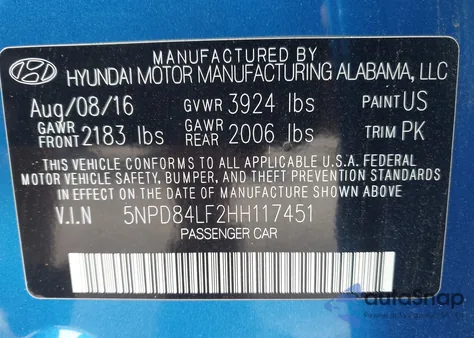 MANUFACTURED BY
HYUNDAI MOTOR MANUFACTURING ALABAMA, LLC
Aug/08/16 GVWR 3924 lbs PAINT US
GAWR FRONT 2183 lbs GAWR REAR 2006 lbs TRIM PK
THIS VEHICLE CONFORMS TO ALL APPLICABLE U.S.A. FEDERAL
MOTOR VEHICLE SAFETY, BUMPER, AND THEFT PREVENTION STANDARDS
IN EFFECT ON THE DATE OF MANUFACTURE SHOWN ABOVE.
V.I.N 5NPD84LF2HH117451
PASSENGER CAR
autoSnap